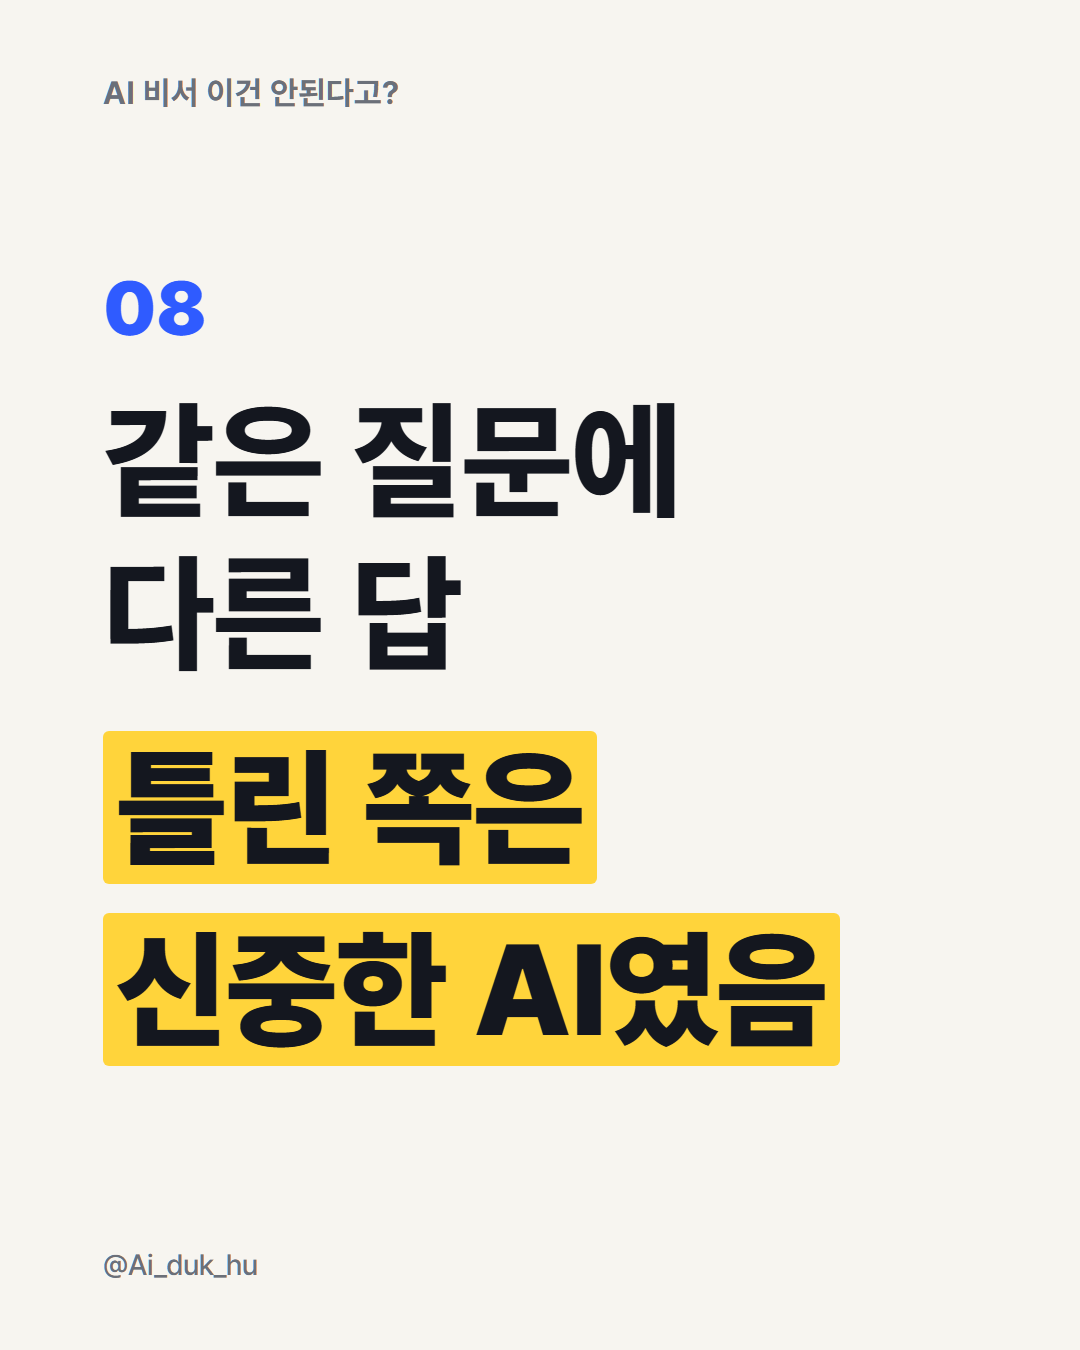 AI 비서 이건 안된다고?
08
같은 질문에
다른 답
틀린 쪽은
신중한 AI였음
@Ai_duk_hu